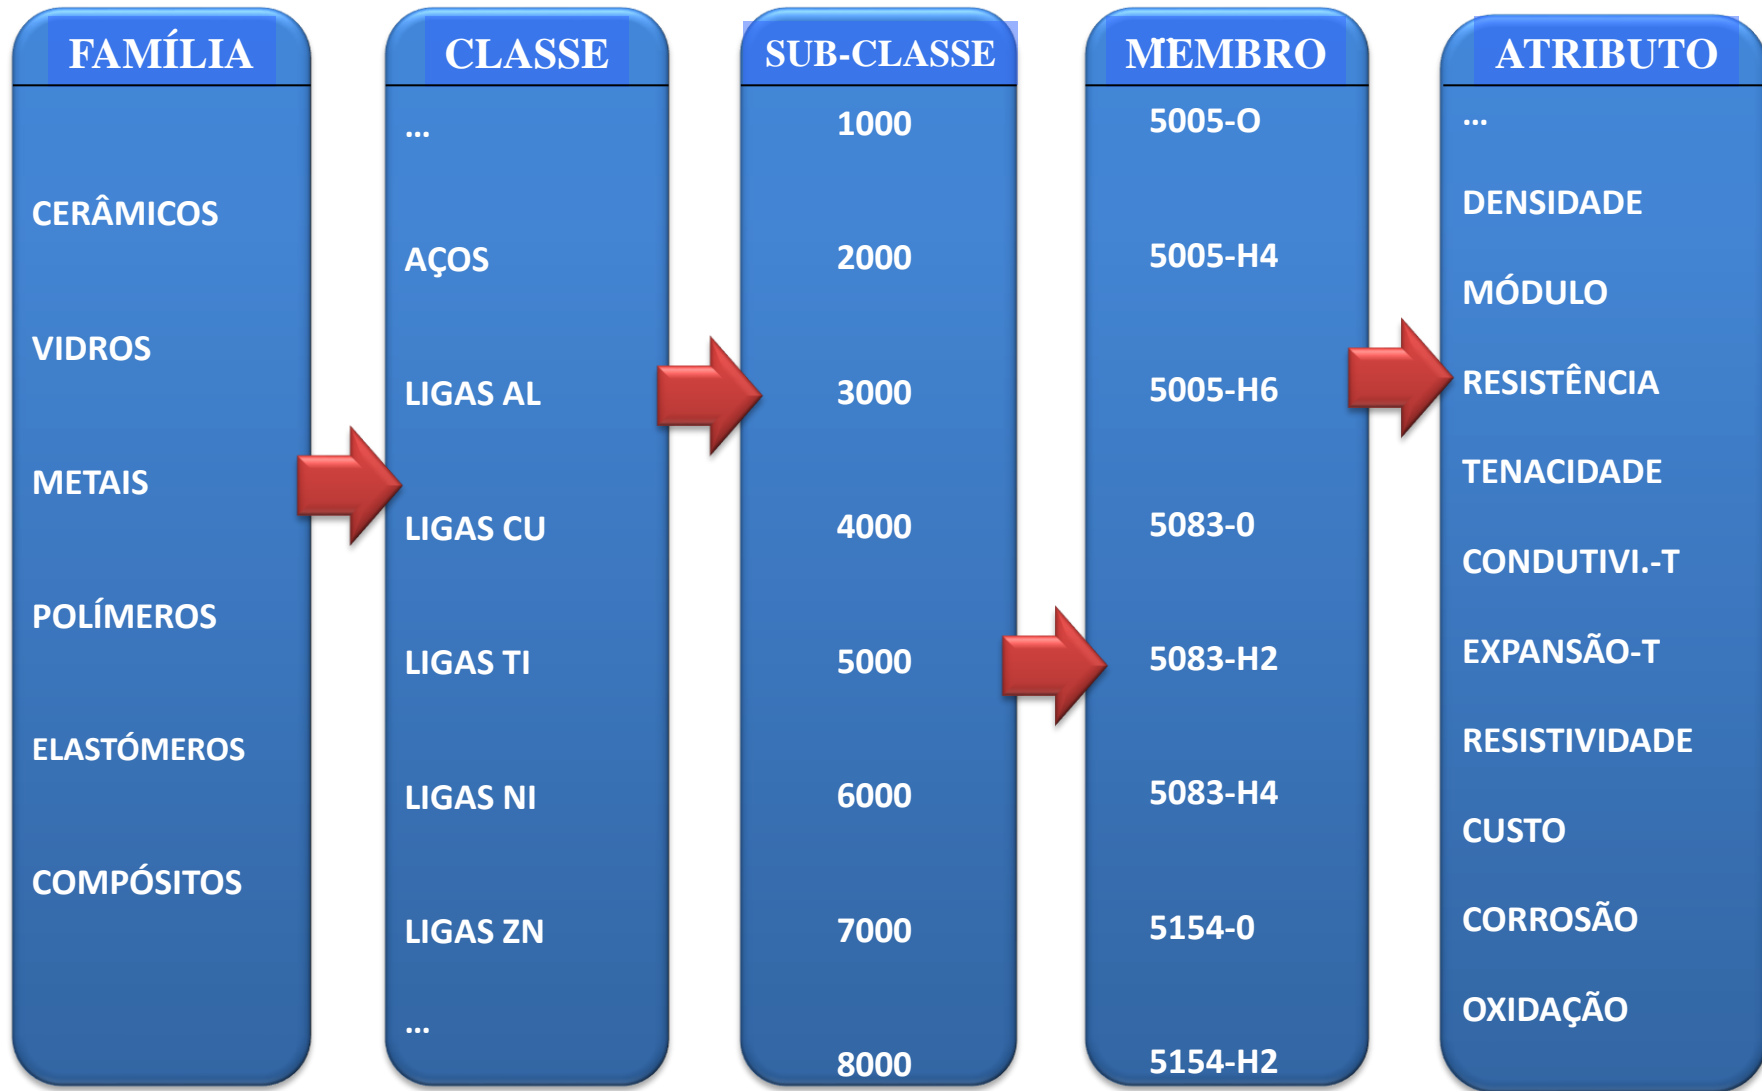 FAMÍLIA
CERÂMICOS
VIDROS
METAIS
POLÍMEROS
ELASTÓMEROS
COMPÓSITOS
CLASSE
...
AÇOS
LIGAS AL
LIGAS CU
LIGAS TI
LIGAS NI
LIGAS ZN
...
SUB-CLASSE
1000
2000
3000
4000
5000
6000
7000
8000
MEMBRO
...
5005-O
5005-H4
5005-H6
5083-0
5083-H2
5083-H4
5154-0
5154-H2
ATRIBUTO
...
DENSIDADE
MÓDULO
RESISTÊNCIA
TENACIDADE
CONDUTIVI.-T
EXPANSÃO-T
RESISTIVIDADE
CUSTO
CORROSÃO
OXIDAÇÃO